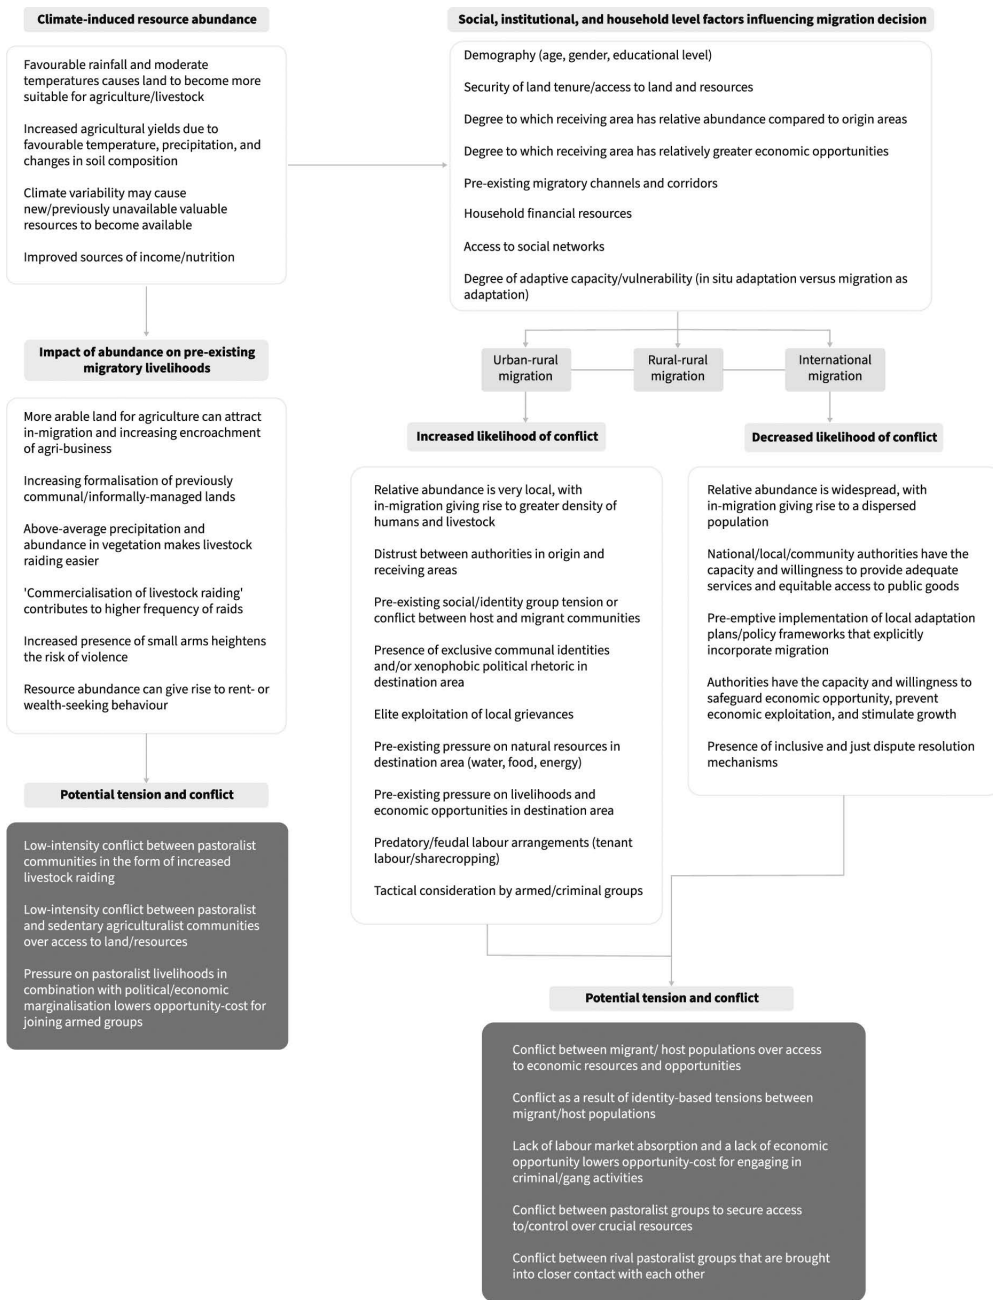 Climate-induced resource abundance
Favourable rainfall and moderate
temperatures causes land to become more
suitable for agriculture/livestock
Increased agricultural yields due to
favourable temperature, precipitation, and
changes in soil composition
Climate variability may cause
new/previously unavailable valuable
resources to become available
Improved sources of income/nutrition
Impact of abundance on pre-existing
migratory livelihoods
More arable land for agriculture can attract
in-migration and increasing encroachment
of agri-business
Increasing formalisation of previously
communal/informally-managed lands
Above-average precipitation and
abundance in vegetation makes livestock
raiding easier
'Commercialisation of livestock raiding'
contributes to higher frequency of raids
Increased presence of small arms heightens
the risk of violence
Resource abundance can give rise to rent- or
wealth-seeking behaviour
Potential tension and conflict
Low-intensity conflict between pastoralist
communities in the form of increased
livestock raiding
Low-intensity conflict between pastoralist
and sedentary agriculturalist communities
over access to land/resources
Pressure on pastoralist livelihoods in
combination with political/economic
marginalisation lowers opportunity-cost for
joining armed groups
Social, institutional, and household level factors influencing migration decision
Demography (age, gender, educational level)
Security of land tenure/access to land and resources
Degree to which receiving area has relative abundance compared to origin areas
Degree to which receiving area has relatively greater economic opportunities
Pre-existing migratory channels and corridors
Household financial resources
Access to social networks
Degree of adaptive capacity/vulnerability (in situ adaptation versus migration as
adaptation)
Urban-rural
migration
Rural-rural
migration
International
migration
Increased likelihood of conflict
Relative abundance is very local, with
in-migration giving rise to greater density of
humans and livestock
Distrust between authorities in origin and
receiving areas
Pre-existing social/identity group tension or
conflict between host and migrant communities
Presence of exclusive communal identities
and/or xenophobic political rhetoric in
destination area
Elite exploitation of local grievances
Pre-existing pressure on natural resources in
destination area (water, food, energy)
Pre-existing pressure on livelihoods and
economic opportunities in destination area
Predatory/feudal labour arrangements (tenant
labour/sharecropping)
Tactical consideration by armed/criminal groups
Decreased likelihood of conflict
Relative abundance is widespread, with
in-migration giving rise to a dispersed
population
National/local/community authorities have the
capacity and willingness to provide adequate
services and equitable access to public goods
Pre-emptive implementation of local adaptation
plans/policy frameworks that explicitly
incorporate migration
Authorities have the capacity and willingness to
safeguard economic opportunity, prevent
economic exploitation, and stimulate growth
Presence of inclusive and just dispute resolution
mechanisms
Potential tension and conflict
Conflict between migrant/ host populations over access
to economic resources and opportunities
Conflict as a result of identity-based tensions between
migrant/host populations
Lack of labour market absorption and a lack of economic
opportunity lowers opportunity-cost for engaging in
criminal/gang activities
Conflict between pastoralist groups to secure access
to/control over crucial resources
Conflict between rival pastoralist groups that are brought
into closer contact with each other